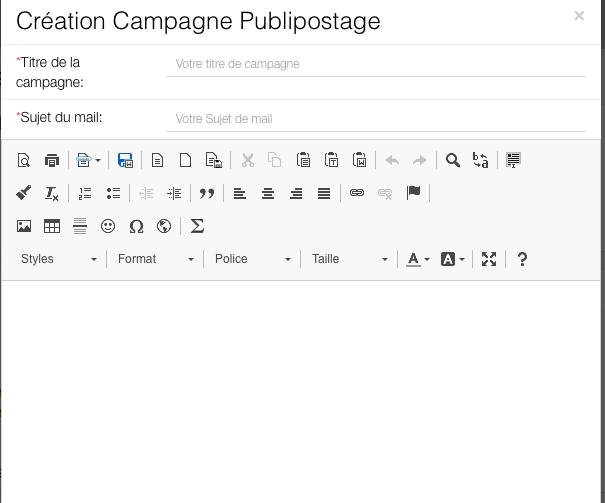 Création Campagne Publipostage ×
*Titre de la
campagne:
Votre titre de campagne
*Sujet du mail:
Votre Sujet de mail
Styles Format Police Taille A A ?